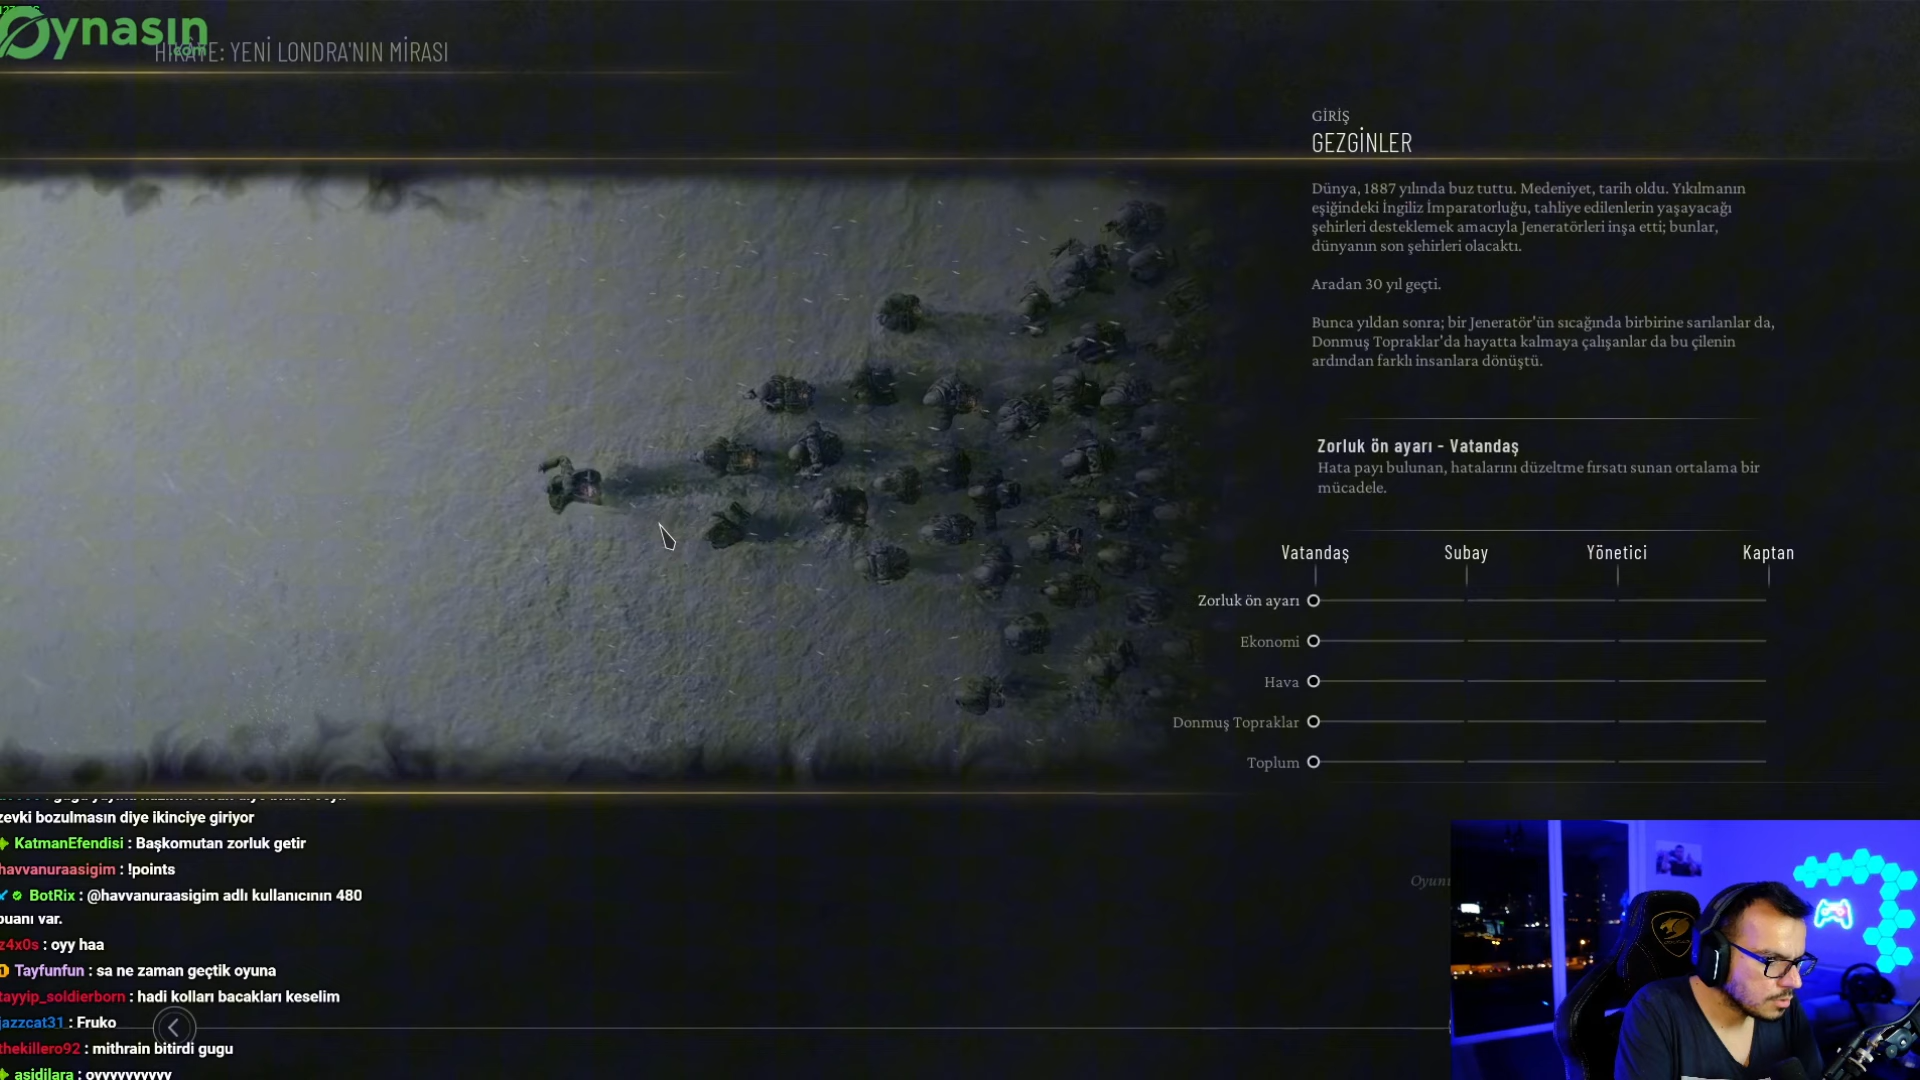 Oynasın
.com
HİKAYE: YENİ LONDRA'NIN MİRASI
GİRİŞ
GEZGİNLER
Dünya, 1887 yılında buz tuttu. Medeniyet, tarih oldu. Yıkılmanın
eşiğindeki İngiliz İmparatorluğu, tahliye edilenlerin yaşayacağı
şehirleri desteklemek amacıyla Jeneratörleri inşa etti; bunlar,
dünyanın son şehirleri olacaktı.
Aradan 30 yıl geçti.
Bunca yıldan sonra; bir Jeneratör'ün sıcağında birbirine sarılanlar da,
Donmuş Topraklar'da hayatta kalmaya çalışanlar da bu çilenin
ardından farklı insanlara dönüştü.
Zorluk ön ayarı - Vatandaş
Hata payı bulunan, hatalarını düzeltme fırsatı sunan ortalama bir
mücadele.
Vatandaş Subay Yönetici Kaptan
Zorluk ön ayarı
Ekonomi
Hava
Donmuş Topraklar
Toplum
zevki bozulmasın diye ikinciye giriyor
KatmanEfendisi : Başkomutan zorluk getir
havvanuraasigim : !points
BotRix : @havvanuraasigim adlı kullanıcının 480
puanı var.
z4x0s : oyy haa
Tayfunfun : sa ne zaman geçtik oyuna
tayyip_soldierborn : hadi kolları bacakları keselim
jazzcat31 : Fruko
thekillero92 : mithrain bitirdi gugu
asidilara : oyyyyyyyyyy
Oyunu